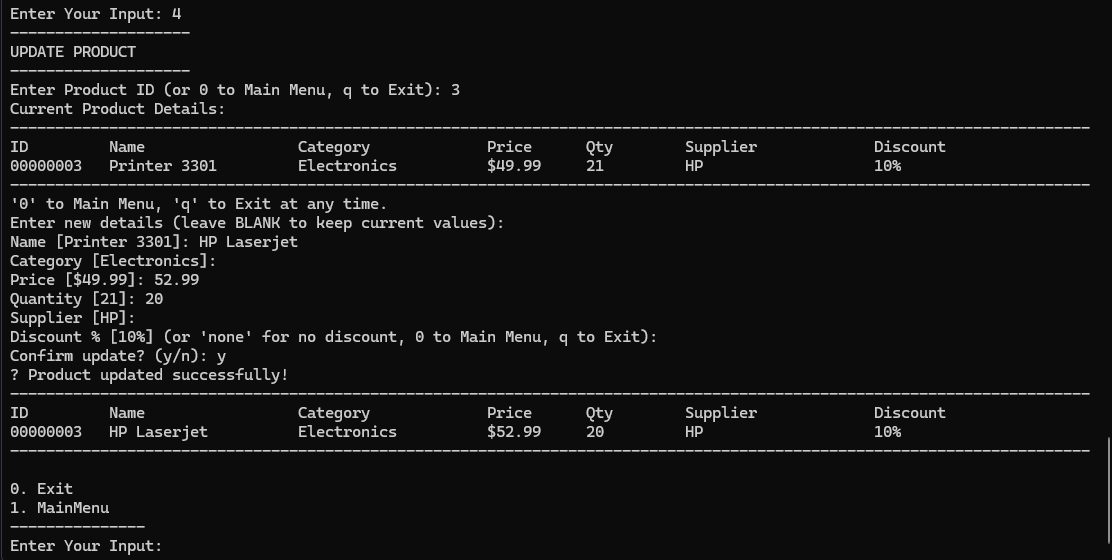 Enter Your Input: 4
--------------------
UPDATE PRODUCT
--------------------
Enter Product ID (or 0 to Main Menu, q to Exit): 3
Current Product Details:
------------------------------------------------------------------------------------------------------------------------
ID         Name                 Category             Price      Qty        Supplier             Discount
00000003   Printer 3301         Electronics          $49.99     21         HP                   10%
------------------------------------------------------------------------------------------------------------------------
'0' to Main Menu, 'q' to Exit at any time.
Enter new details (leave BLANK to keep current values):
Name [Printer 3301]: HP Laserjet
Category [Electronics]:
Price [$49.99]: 52.99
Quantity [21]: 20
Supplier [HP]:
Discount % [10%] (or 'none' for no discount, 0 to Main Menu, q to Exit):
Confirm update? (y/n): y
? Product updated successfully!
------------------------------------------------------------------------------------------------------------------------
ID         Name                 Category             Price      Qty        Supplier             Discount
00000003   HP Laserjet          Electronics          $52.99     20         HP                   10%
------------------------------------------------------------------------------------------------------------------------
0. Exit
1. MainMenu
---------------
Enter Your Input: